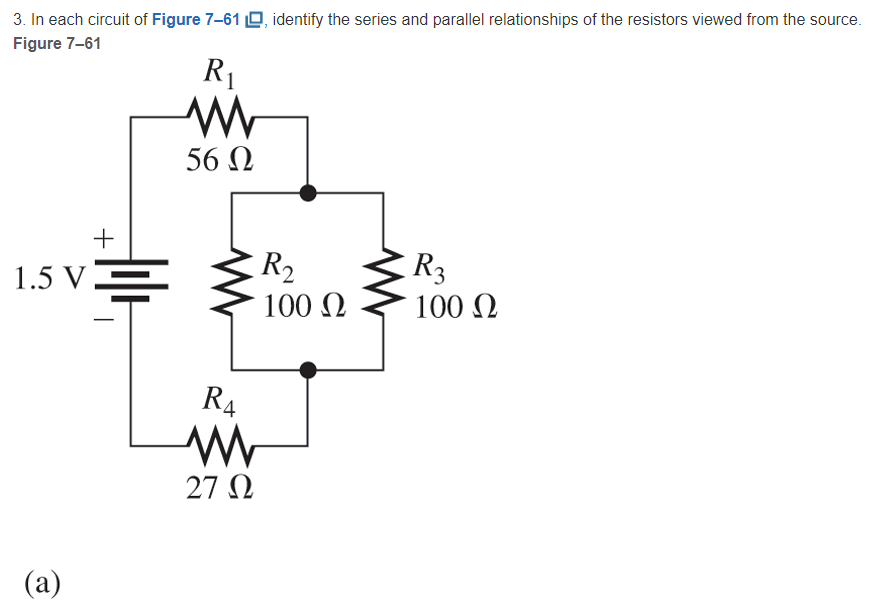 3. In each circuit of Figure 7–61, identify the series and parallel relationships of the resistors viewed from the source.
Figure 7–61
R1
56 Ω
+
1.5 V
–
R2
100 Ω
R3
100 Ω
R4
27 Ω
(a)